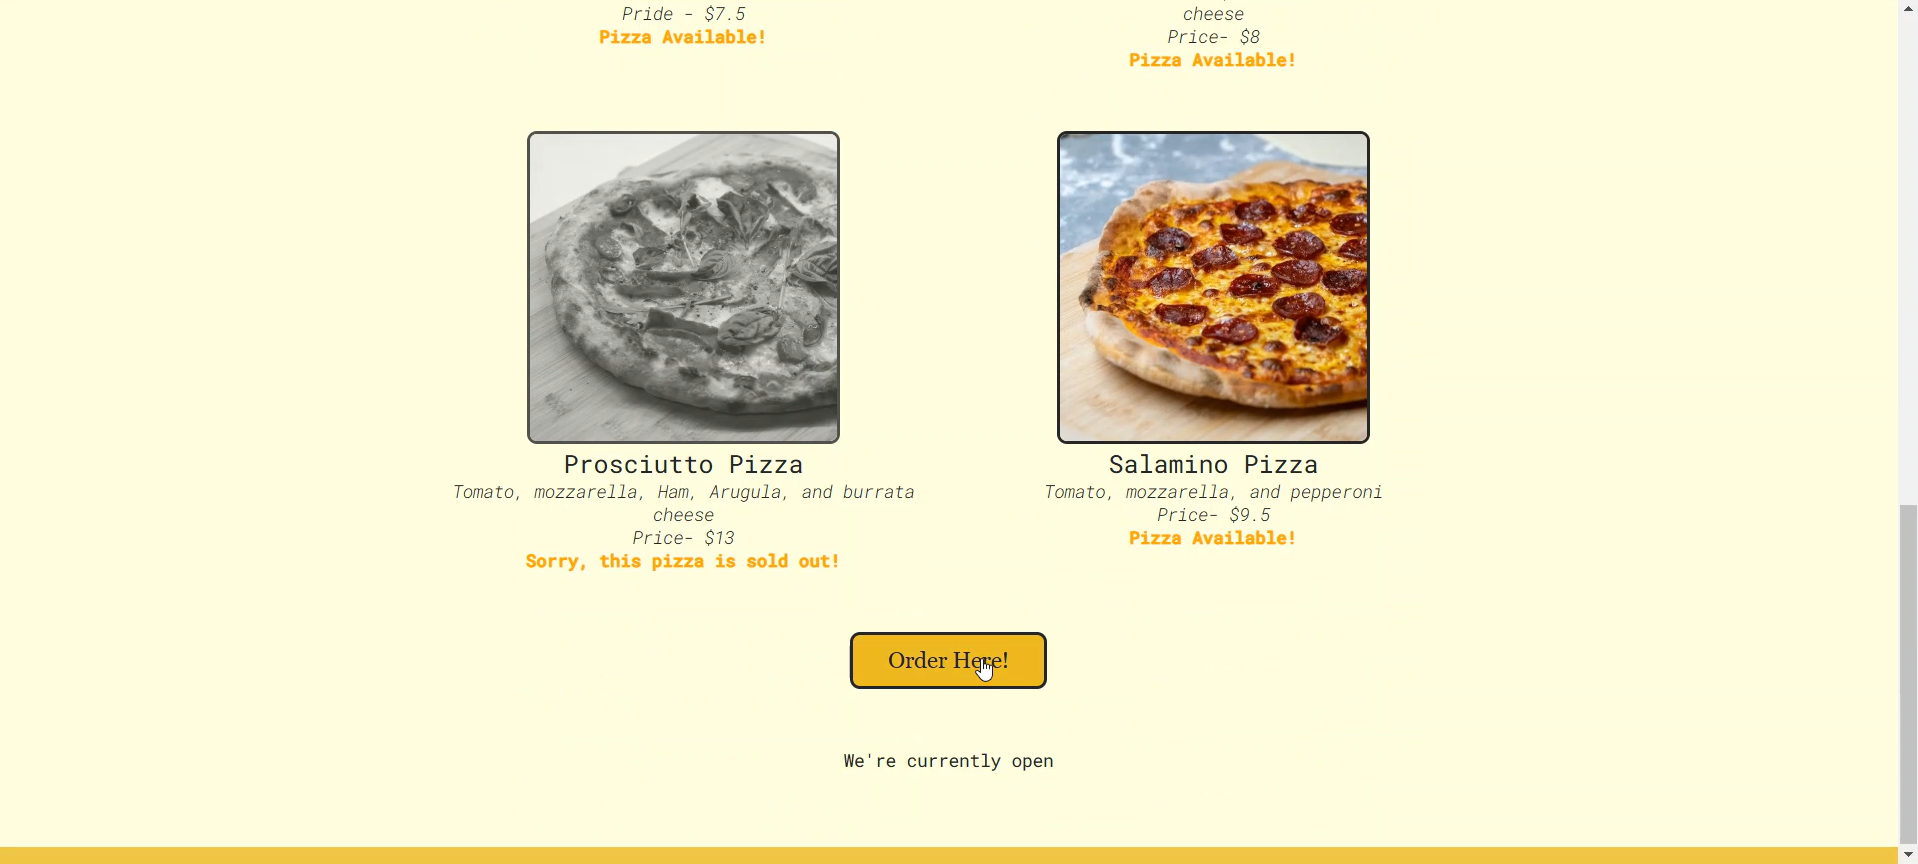 Pride - $7.5
Pizza Available!
cheese
Price- $8
Pizza Available!
Prosciutto Pizza
Tomato, mozzarella, Ham, Arugula, and burrata
cheese
Price- $13
Sorry, this pizza is sold out!
Salamino Pizza
Tomato, mozzarella, and pepperoni
Price- $9.5
Pizza Available!
Order Here!
We're currently open